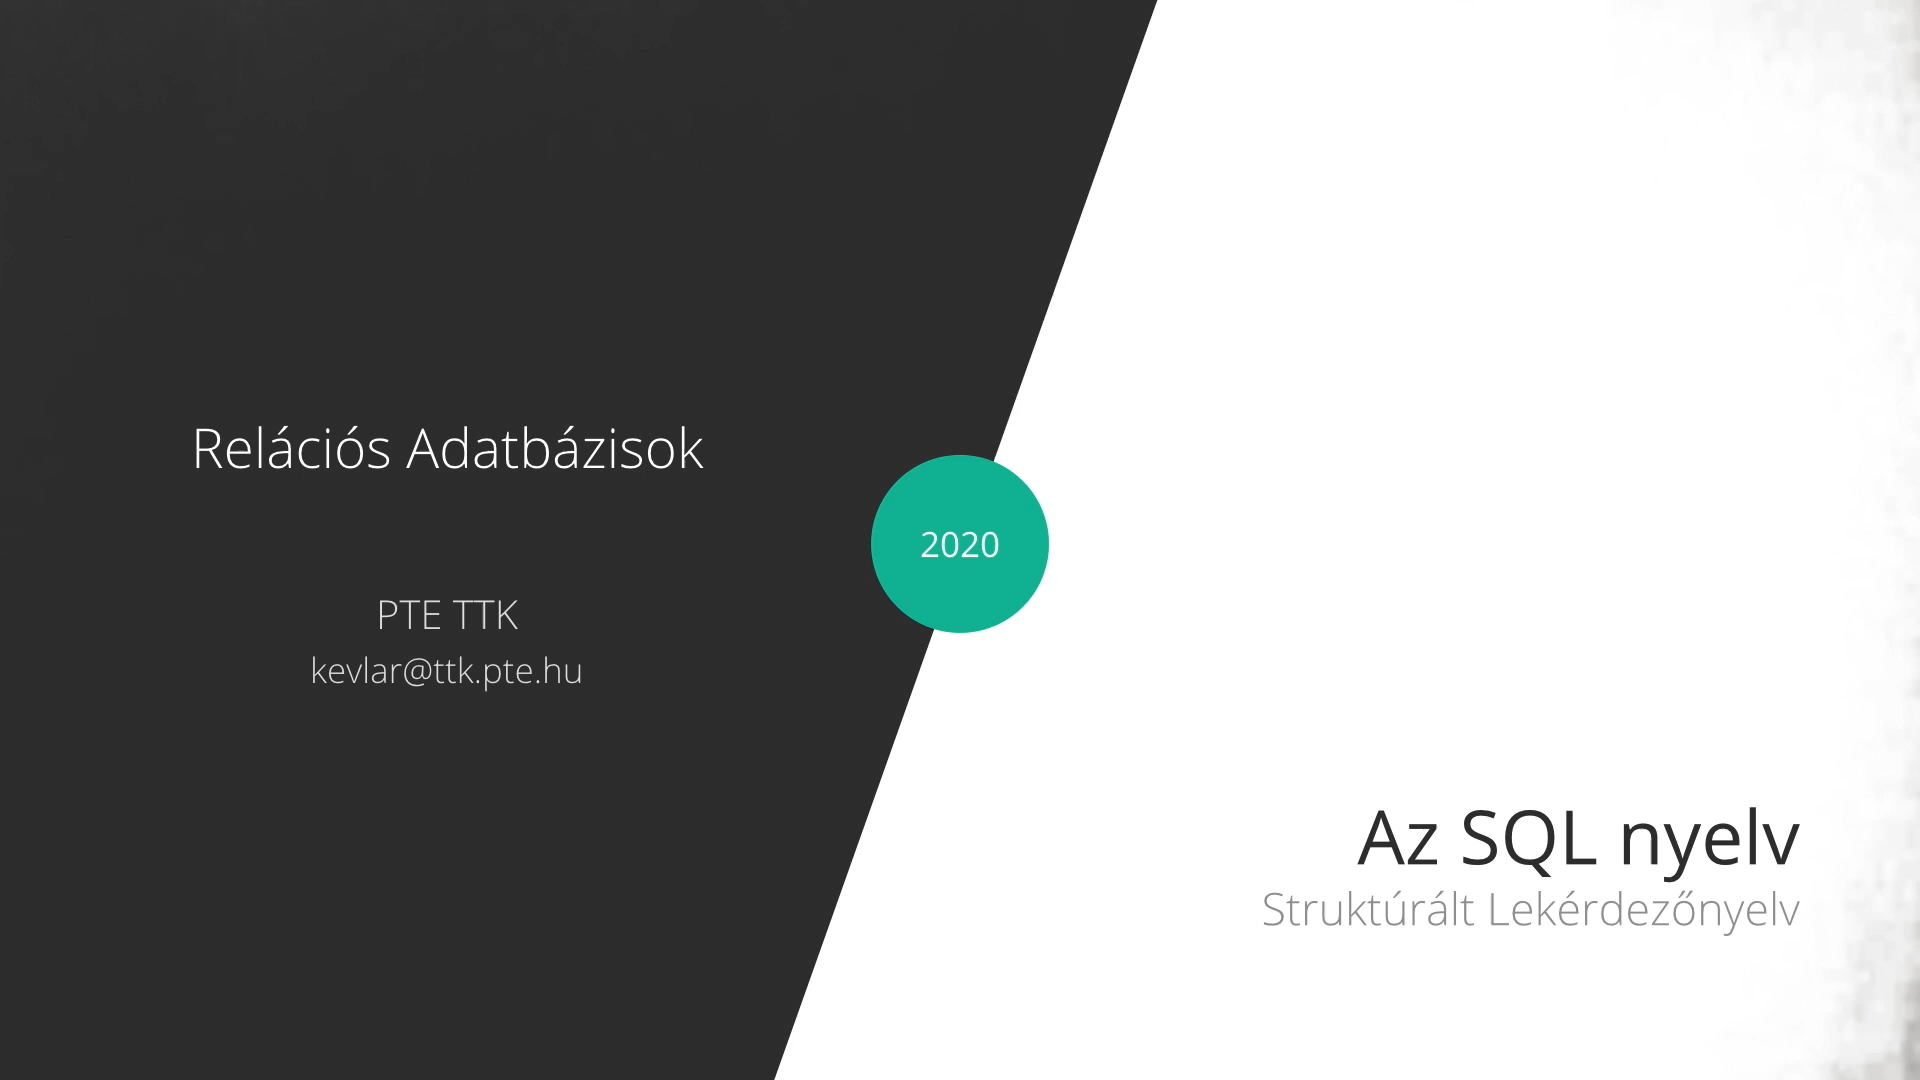 Relációs Adatbázisok
PTE TTK
kevlar@ttk.pte.hu
2020
Az SQL nyelv
Struktúrált Lekérdezőnyelv